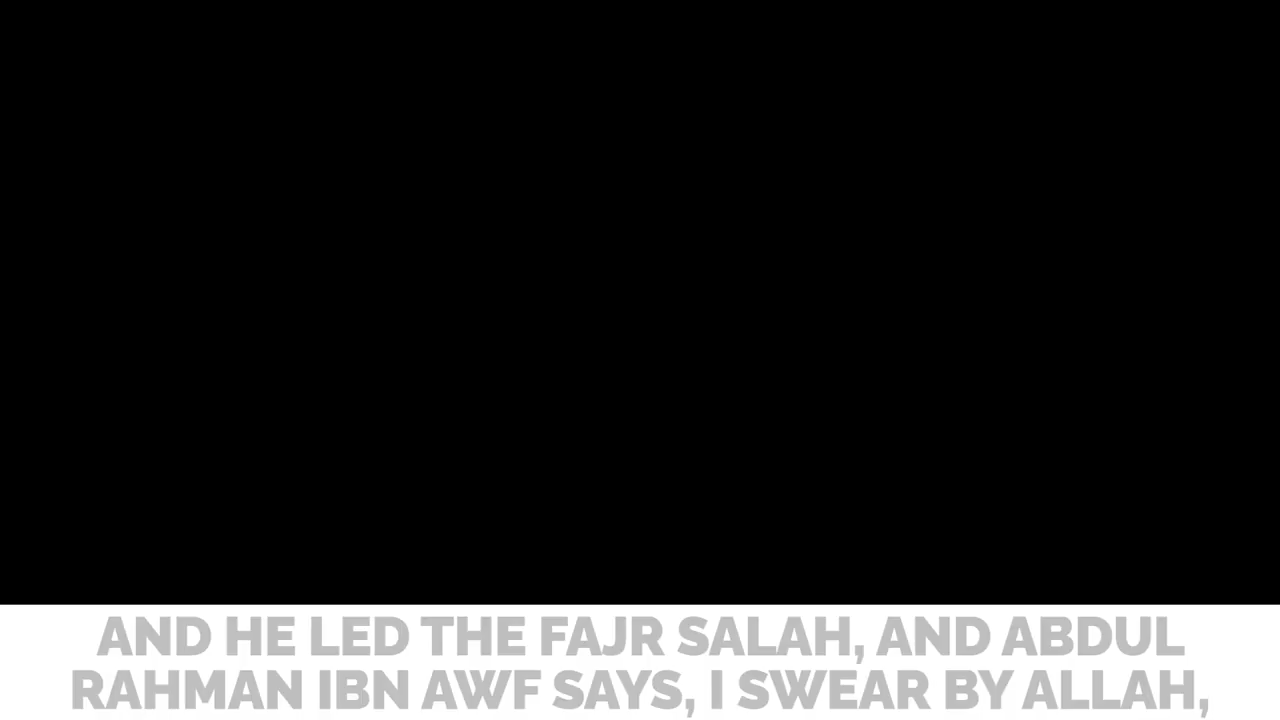 AND HE LED THE FAJR SALAH, AND ABDUL
RAHMAN IBN AWF SAYS, I SWEAR BY ALLAH,